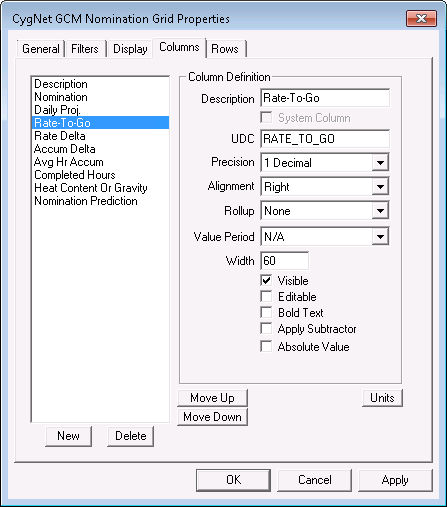 CygNet GCM Nomination Grid Properties
General Filters Display Columns Rows
Description
Nomination
Daily Proj.
Rate-To-Go
Rate Delta
Accum Delta
Avg Hr Accum
Completed Hours
Heat Content Or Gravity
Nomination Prediction
New Delete
Column Definition
Description Rate-To-Go
System Column
UDC RATE_TO_GO
Precision 1 Decimal
Alignment Right
Rollup None
Value Period N/A
Width 60
Visible
Editable
Bold Text
Apply Subtractor
Absolute Value
Move Up Units
Move Down
OK Cancel Apply